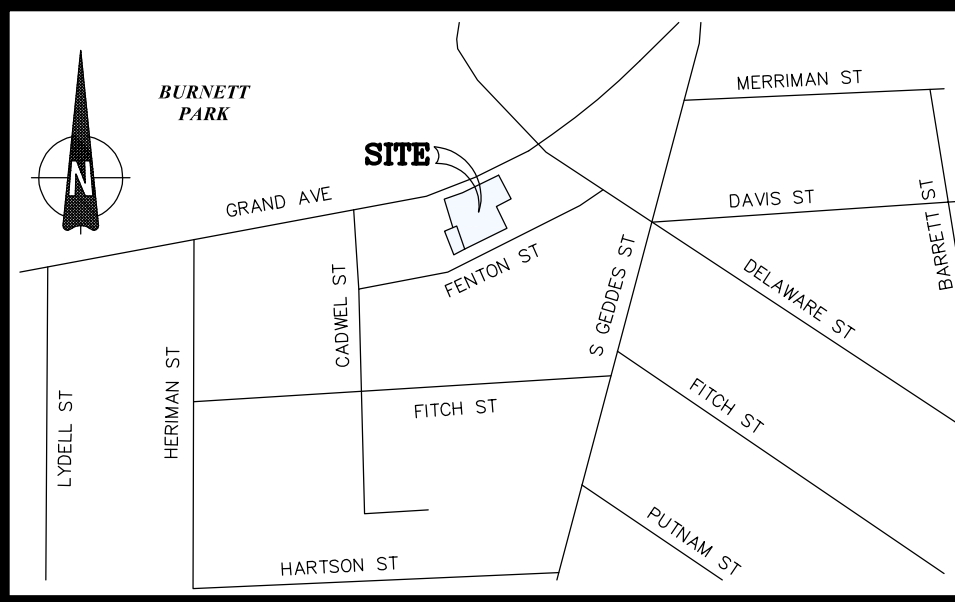 BURNETT
PARK
MERRIMAN ST
SITE
N
GRAND AVE
DAVIS ST
BARRETT ST
FENTON ST
S GEDDES ST
DELAWARE ST
CADWEL ST
HERIMAN ST
LYDELL ST
FITCH ST
FITCH ST
PUTNAM ST
HARTSON ST